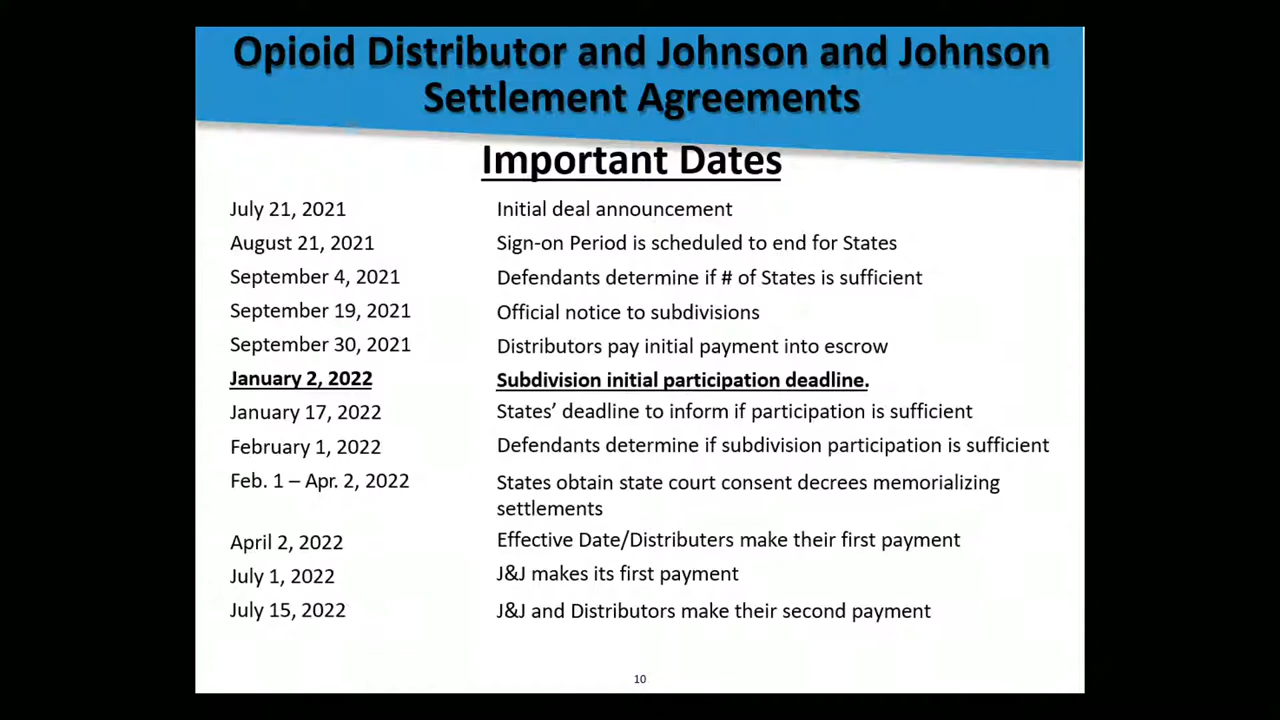 Opioid Distributor and Johnson and Johnson
Settlement Agreements
Important Dates
July 21, 2021 Initial deal announcement
August 21, 2021 Sign-on Period is scheduled to end for States
September 4, 2021 Defendants determine if # of States is sufficient
September 19, 2021 Official notice to subdivisions
September 30, 2021 Distributors pay initial payment into escrow
January 2, 2022 Subdivision initial participation deadline.
January 17, 2022 States’ deadline to inform if participation is sufficient
February 1, 2022 Defendants determine if subdivision participation is sufficient
Feb. 1 – Apr. 2, 2022 States obtain state court consent decrees memorializing
settlements
April 2, 2022 Effective Date/Distributers make their first payment
July 1, 2022 J&J makes its first payment
July 15, 2022 J&J and Distributors make their second payment
10